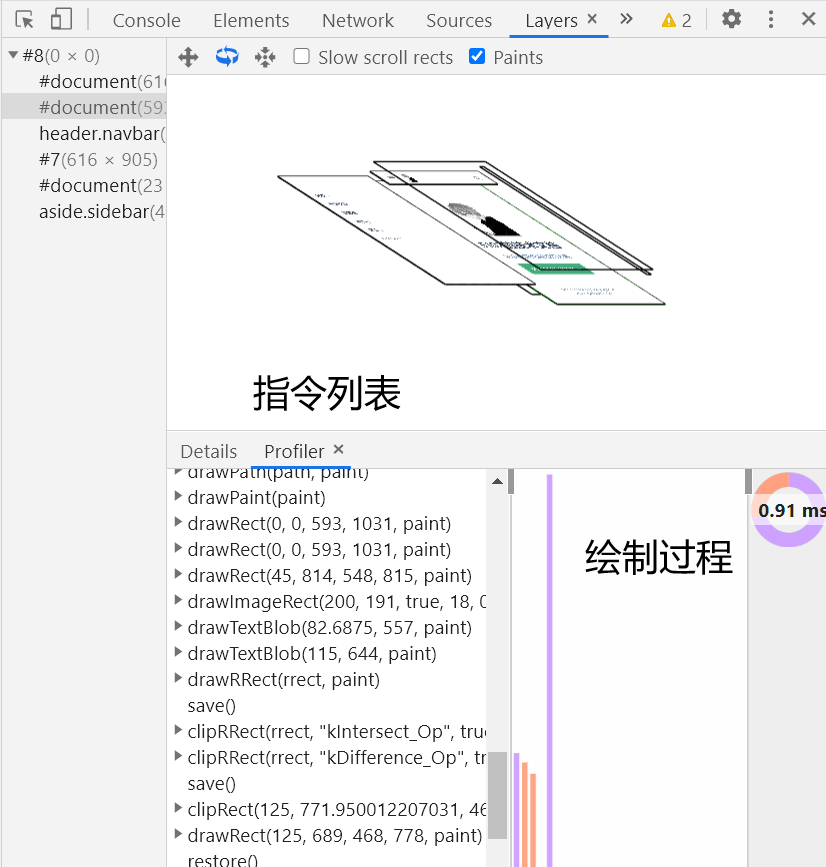 Console Elements Network Sources Layers × » 2
#8(0 × 0) Slow scroll rects Paints
#document(616
#document(593
header.navbar(
#7(616 × 905)
#document(23
aside.sidebar(4
指令列表
Details Profiler ×
drawPath(path, paint)
drawPaint(paint)
drawRect(0, 0, 593, 1031, paint)
drawRect(0, 0, 593, 1031, paint)
drawRect(45, 814, 548, 815, paint)
drawImageRect(200, 191, true, 18, 0
drawTextBlob(82.6875, 557, paint)
drawTextBlob(115, 644, paint)
drawRRect(rrect, paint)
save()
clipRRect(rrect, "kIntersect_Op", true
clipRRect(rrect, "kDifference_Op", tr
save()
clipRect(125, 771.950012207031, 46
drawRect(125, 689, 468, 778, paint)
restore()
绘制过程
0.91 ms